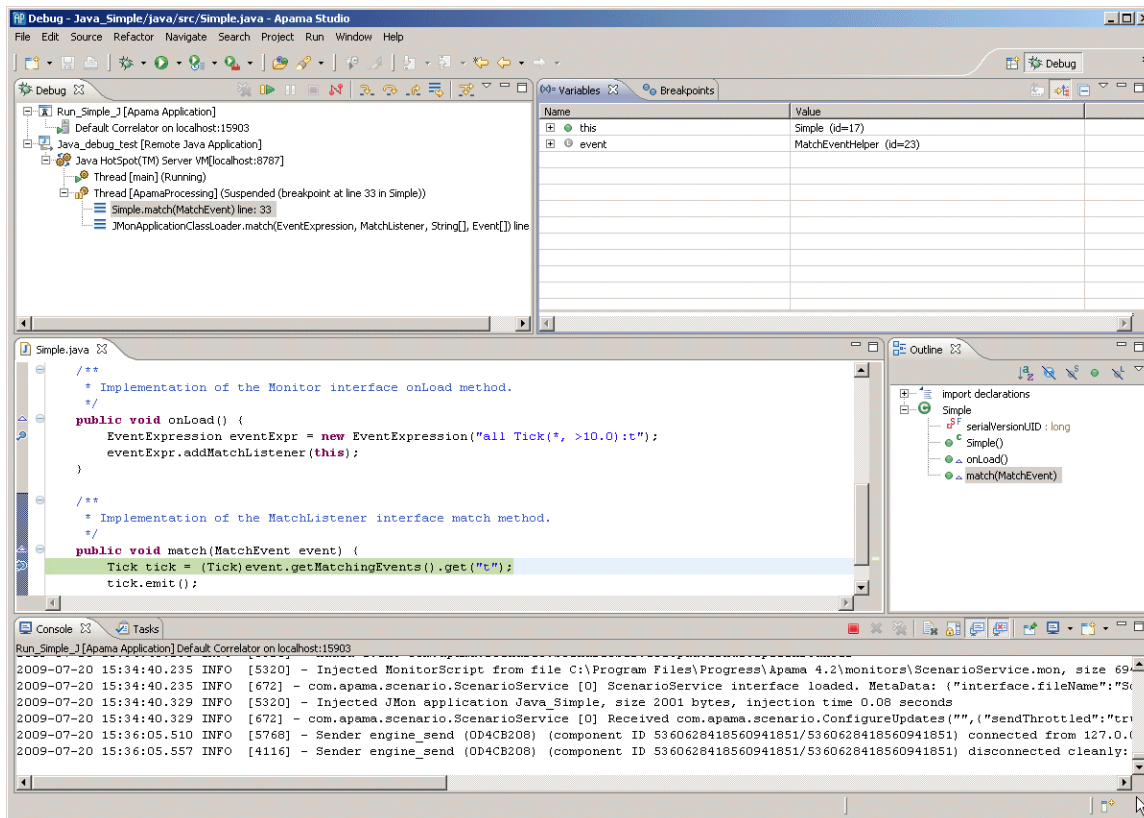 Debug - Java_Simple/java/src/Simple.java - Apama Studio
File Edit Source Refactor Navigate Search Project Run Window Help
Debug
Debug
Run_Simple_J [Apama Application]
Default Correlator on localhost:15903
Java_debug_test [Remote Java Application]
Java HotSpot(TM) Server VM[localhost:8787]
Thread [main] (Running)
Thread [ApamaProcessing] (Suspended (breakpoint at line 33 in Simple))
Simple.match(MatchEvent) line: 33
JMonApplicationClassLoader.match(EventExpression, MatchListener, String[], Event[]) line
(x)= Variables Breakpoints
Name Value
this Simple (id=17)
event MatchEventHelper (id=23)
Simple.java
/**
* Implementation of the Monitor interface onLoad method.
*/
public void onLoad() {
EventExpression eventExpr = new EventExpression("all Tick(*, >10.0):t");
eventExpr.addMatchListener(this);
}
/**
* Implementation of the MatchListener interface match method.
*/
public void match(MatchEvent event) {
Tick tick = (Tick)event.getMatchingEvents().get("t");
tick.emit();
Outline
import declarations
Simple
serialVersionUID : long
Simple()
onLoad()
match(MatchEvent)
Console Tasks
Run_Simple_J [Apama Application] Default Correlator on localhost:15903
2009-07-20 15:34:40.235 INFO [5320] - Injected MonitorScript from file C:\Program Files\Progress\Apama 4.2\monitors\ScenarioService.mon, size 694
2009-07-20 15:34:40.235 INFO [672] - com.apama.scenario.ScenarioService [0] ScenarioService interface loaded. MetaData: {"interface.fileName":"Sc
2009-07-20 15:34:40.329 INFO [5320] - Injected JMon application Java_Simple, size 2001 bytes, injection time 0.08 seconds
2009-07-20 15:34:40.329 INFO [672] - com.apama.scenario.ScenarioService [0] Received com.apama.scenario.ConfigureUpdates("",{"sendThrottled":"tru
2009-07-20 15:36:05.510 INFO [5768] - Sender engine_send (0D4CB208) (component ID 5360628418560941851/5360628418560941851) connected from 127.0.0
2009-07-20 15:36:05.557 INFO [4116] - Sender engine_send (0D4CB208) (component ID 5360628418560941851/5360628418560941851) disconnected cleanly: